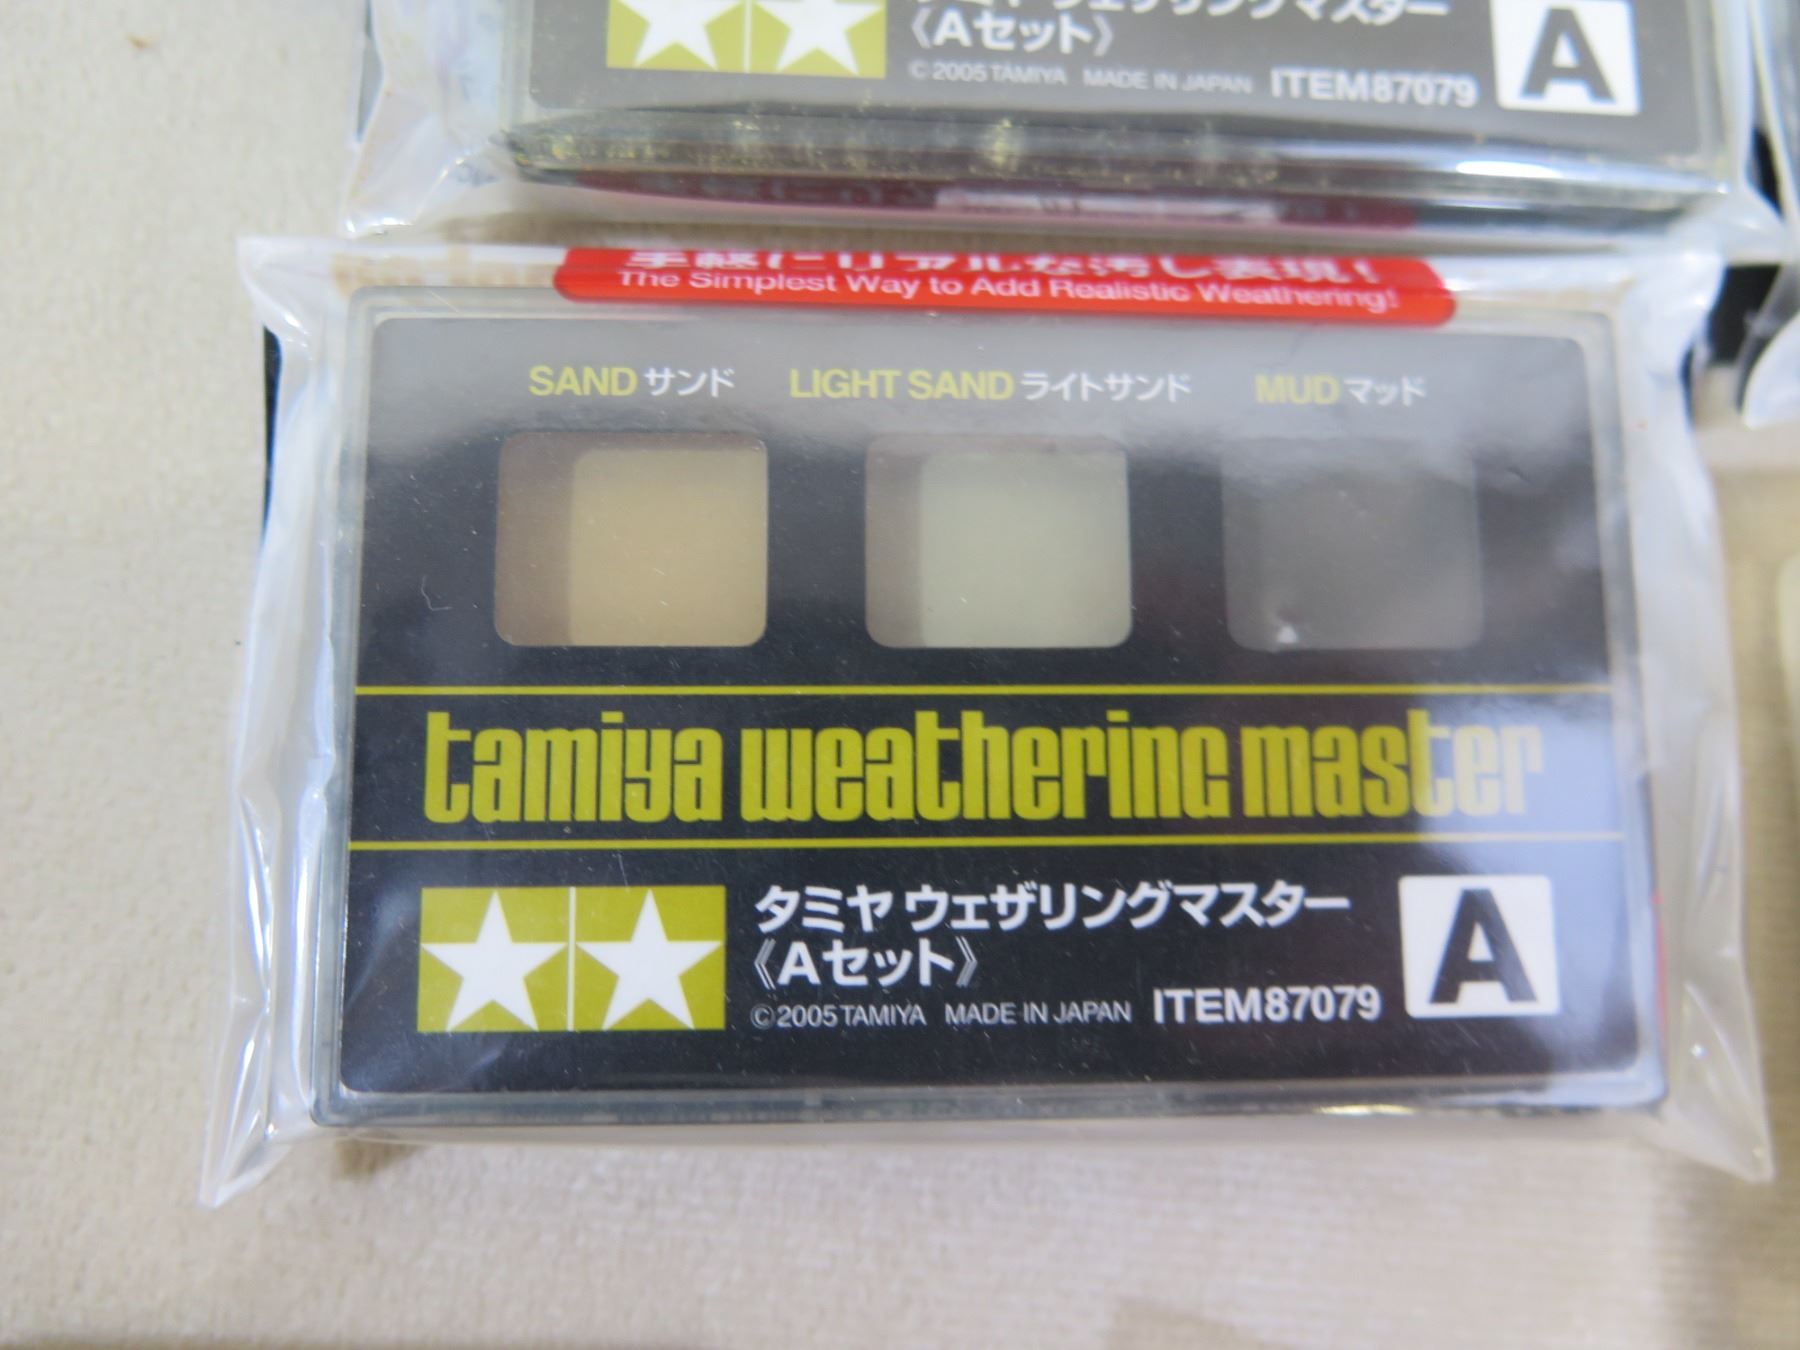 タミヤ ウェザリングマスター
《Aセット》
©2005 TAMIYA MADE IN JAPAN ITEM87079
A
手軽にリアルな汚し表現!
The Simplest Way to Add Realistic Weathering!
SAND サンド LIGHT SAND ライトサンド MUD マッド
tamiya weathering master
タミヤ ウェザリングマスター
《Aセット》
©2005 TAMIYA MADE IN JAPAN ITEM87079
A